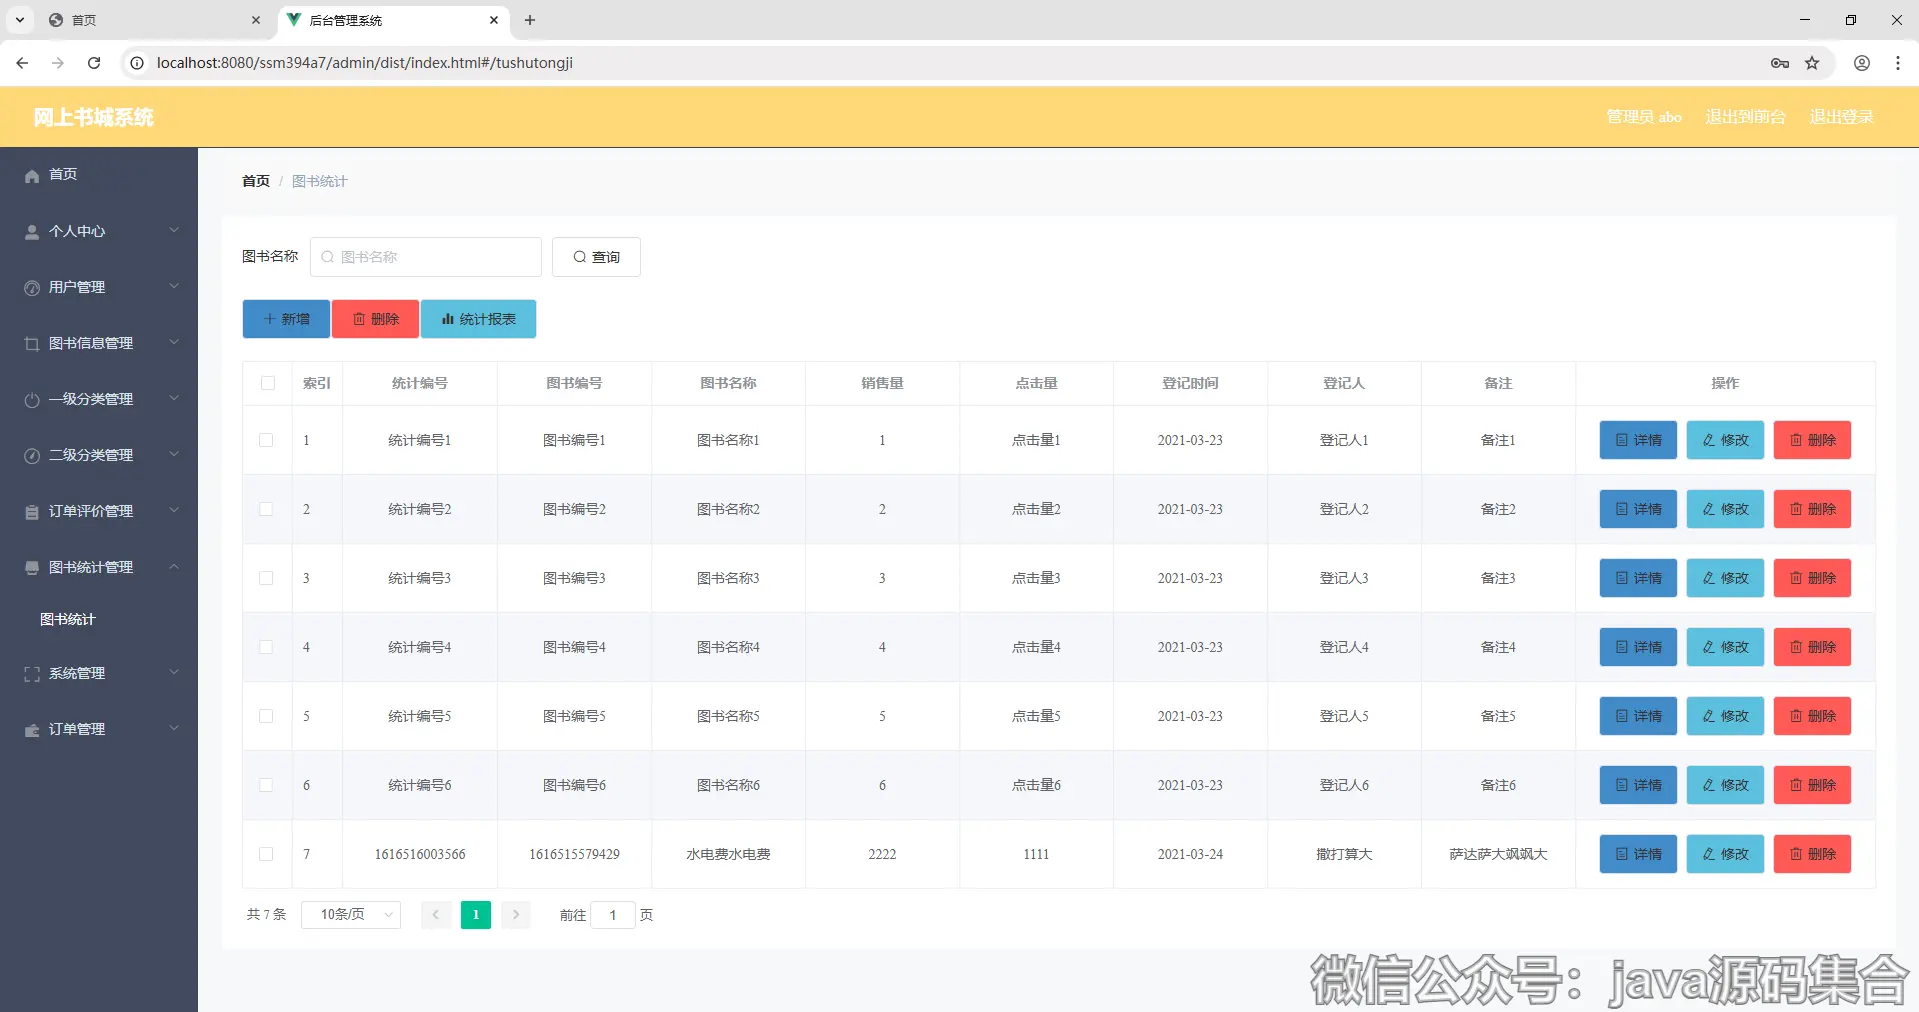 首页
后台管理系统
localhost:8080/ssm394a7/admin/dist/index.html#/tushutongji
网上书城系统
管理员 abo 退出到前台 退出登录
首页
个人中心
用户管理
图书信息管理
一级分类管理
二级分类管理
订单评价管理
图书统计管理
图书统计
系统管理
订单管理
首页 / 图书统计
图书名称 图书名称 查询
新增 删除 统计报表
索引 统计编号 图书编号 图书名称 销售量 点击量 登记时间 登记人 备注 操作
1 统计编号1 图书编号1 图书名称1 1 点击量1 2021-03-23 登记人1 备注1 详情 修改 删除
2 统计编号2 图书编号2 图书名称2 2 点击量2 2021-03-23 登记人2 备注2 详情 修改 删除
3 统计编号3 图书编号3 图书名称3 3 点击量3 2021-03-23 登记人3 备注3 详情 修改 删除
4 统计编号4 图书编号4 图书名称4 4 点击量4 2021-03-23 登记人4 备注4 详情 修改 删除
5 统计编号5 图书编号5 图书名称5 5 点击量5 2021-03-23 登记人5 备注5 详情 修改 删除
6 统计编号6 图书编号6 图书名称6 6 点击量6 2021-03-23 登记人6 备注6 详情 修改 删除
7 1616516003566 1616515579429 水电费水电费 2222 1111 2021-03-24 撒打算大 萨达萨大飒飒大 详情 修改 删除
共 7 条 10条/页 1 前往 1 页
微信公众号：java源码集合